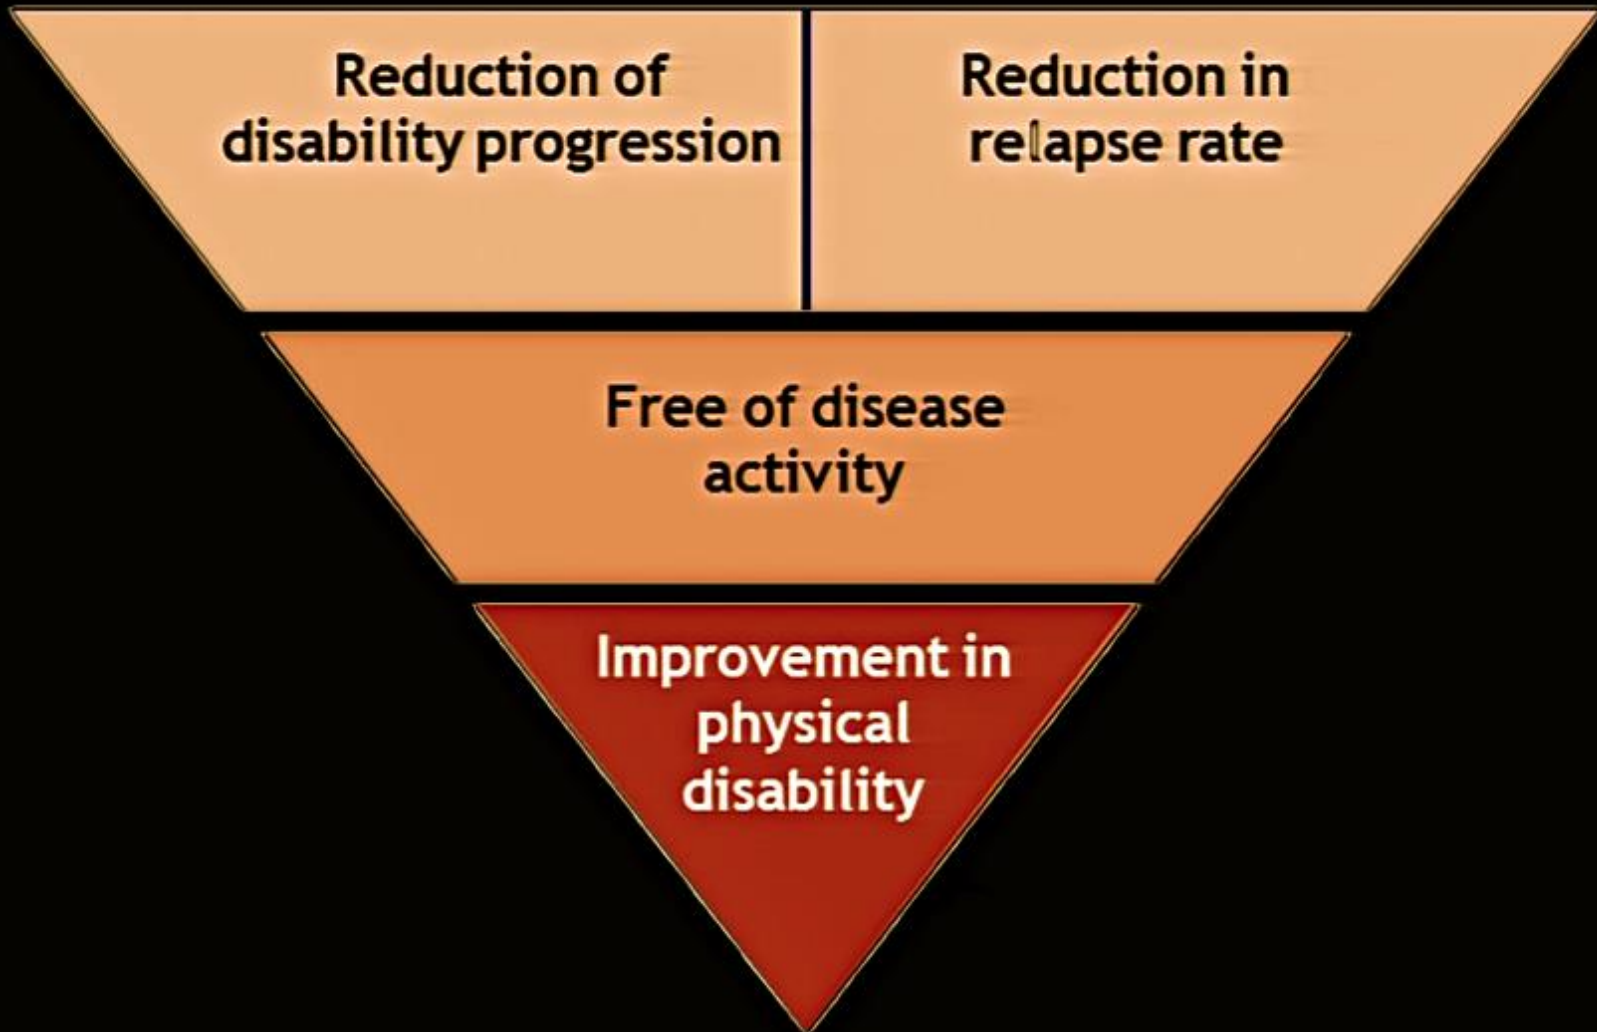 Reduction of
disability progression
Reduction in
relapse rate
Free of disease
activity
Improvement in
physical
disability